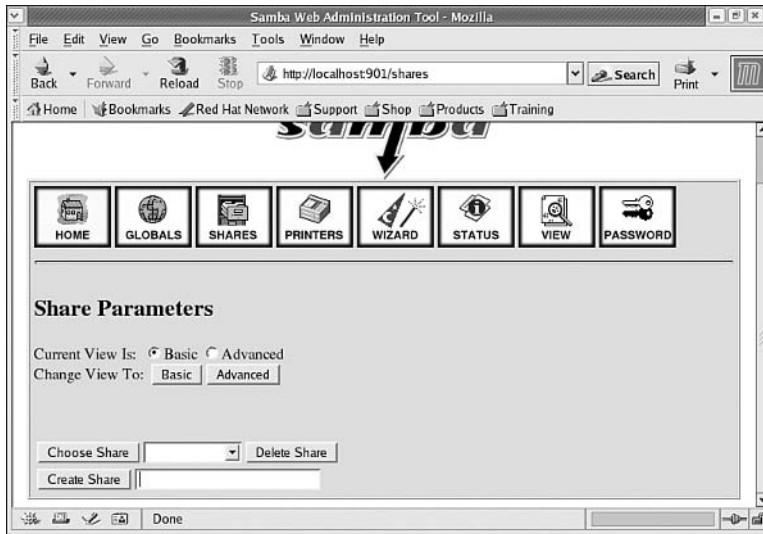 Samba Web Administration Tool - Mozilla
File Edit View Go Bookmarks Tools Window Help
Back Forward Reload Stop http://localhost:901/shares Search Print
Home Bookmarks Red Hat Network Support Shop Products Training
samba
HOME GLOBALS SHARES PRINTERS WIZARD STATUS VIEW PASSWORD
Share Parameters
Current View Is: Basic Advanced
Change View To: Basic Advanced
Choose Share Delete Share
Create Share
Done